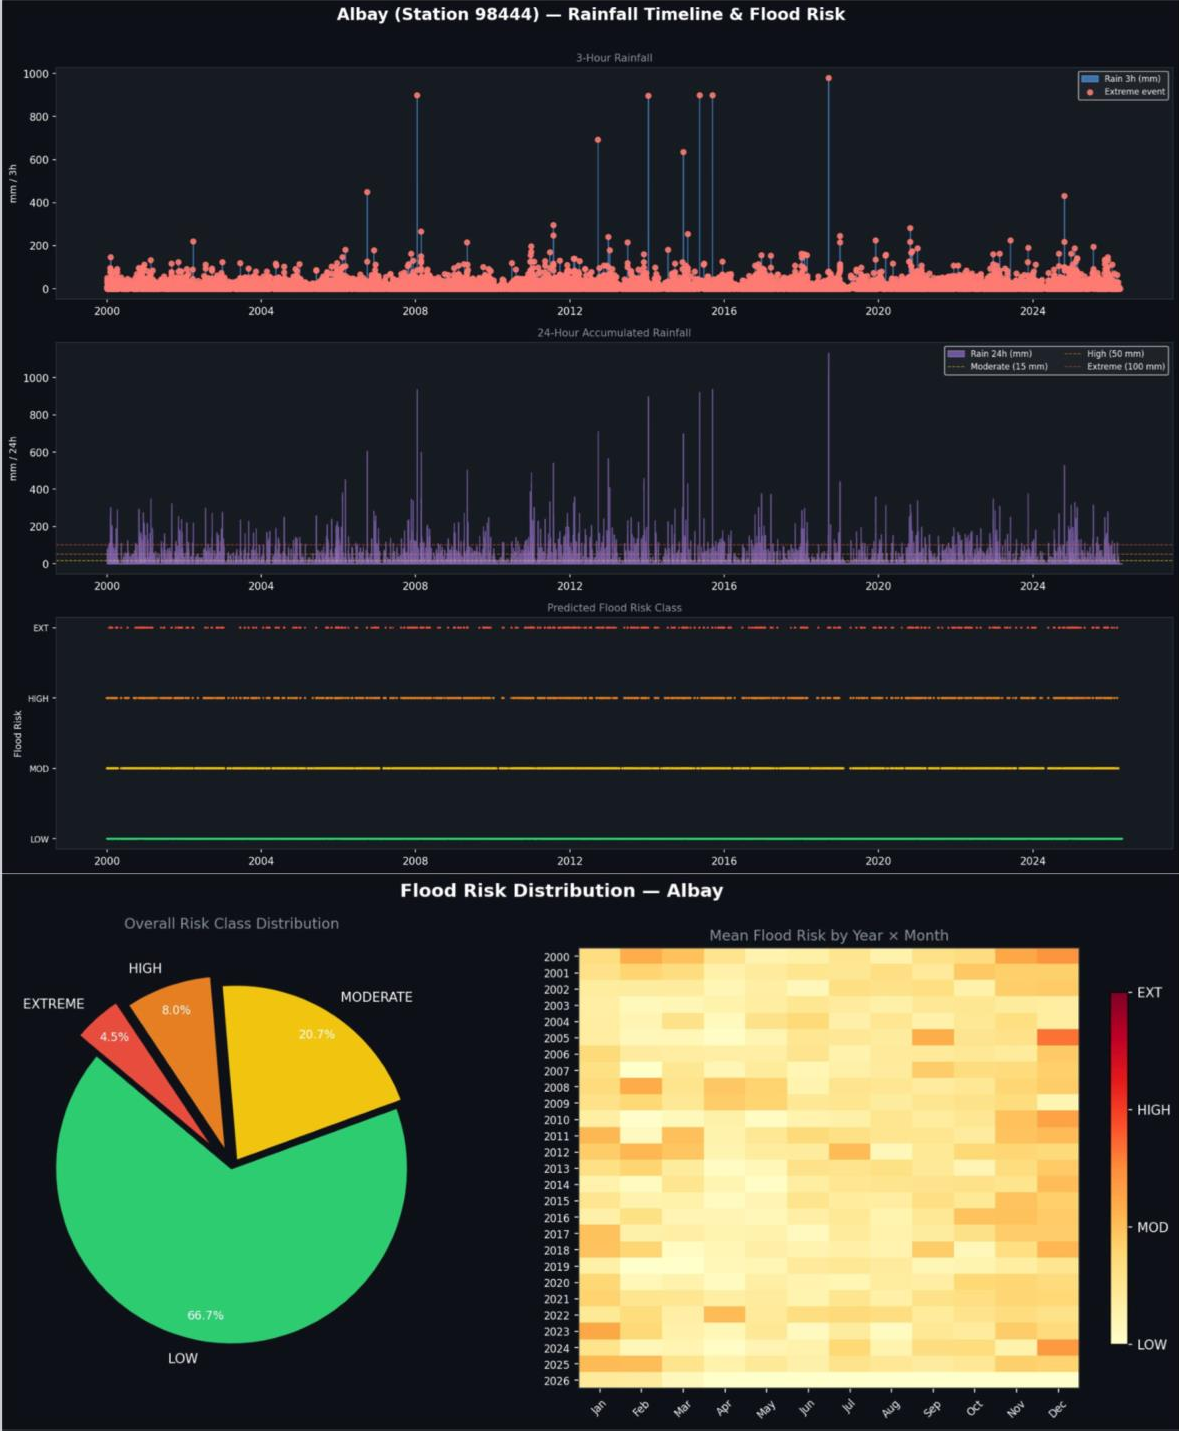 Albay (Station 98444) — Rainfall Timeline & Flood Risk
3-Hour Rainfall
Rain 3h (mm)
Extreme event
mm / 3h
1000
800
600
400
200
0
2000 2004 2008 2012 2016 2020 2024
24-Hour Accumulated Rainfall
Rain 24h (mm) High (50 mm)
Moderate (15 mm) Extreme (100 mm)
mm / 24h
1000
800
600
400
200
0
2000 2004 2008 2012 2016 2020 2024
Predicted Flood Risk Class
Flood Risk
EXT
HIGH
MOD
LOW
2000 2004 2008 2012 2016 2020 2024
Flood Risk Distribution — Albay
Overall Risk Class Distribution
HIGH
8.0%
EXTREME
4.5%
MODERATE
20.7%
66.7%
LOW
Mean Flood Risk by Year × Month
2000
2001
2002
2003
2004
2005
2006
2007
2008
2009
2010
2011
2012
2013
2014
2015
2016
2017
2018
2019
2020
2021
2022
2023
2024
2025
2026
Jan Feb Mar Apr May Jun Jul Aug Sep Oct Nov Dec
EXT
HIGH
MOD
LOW